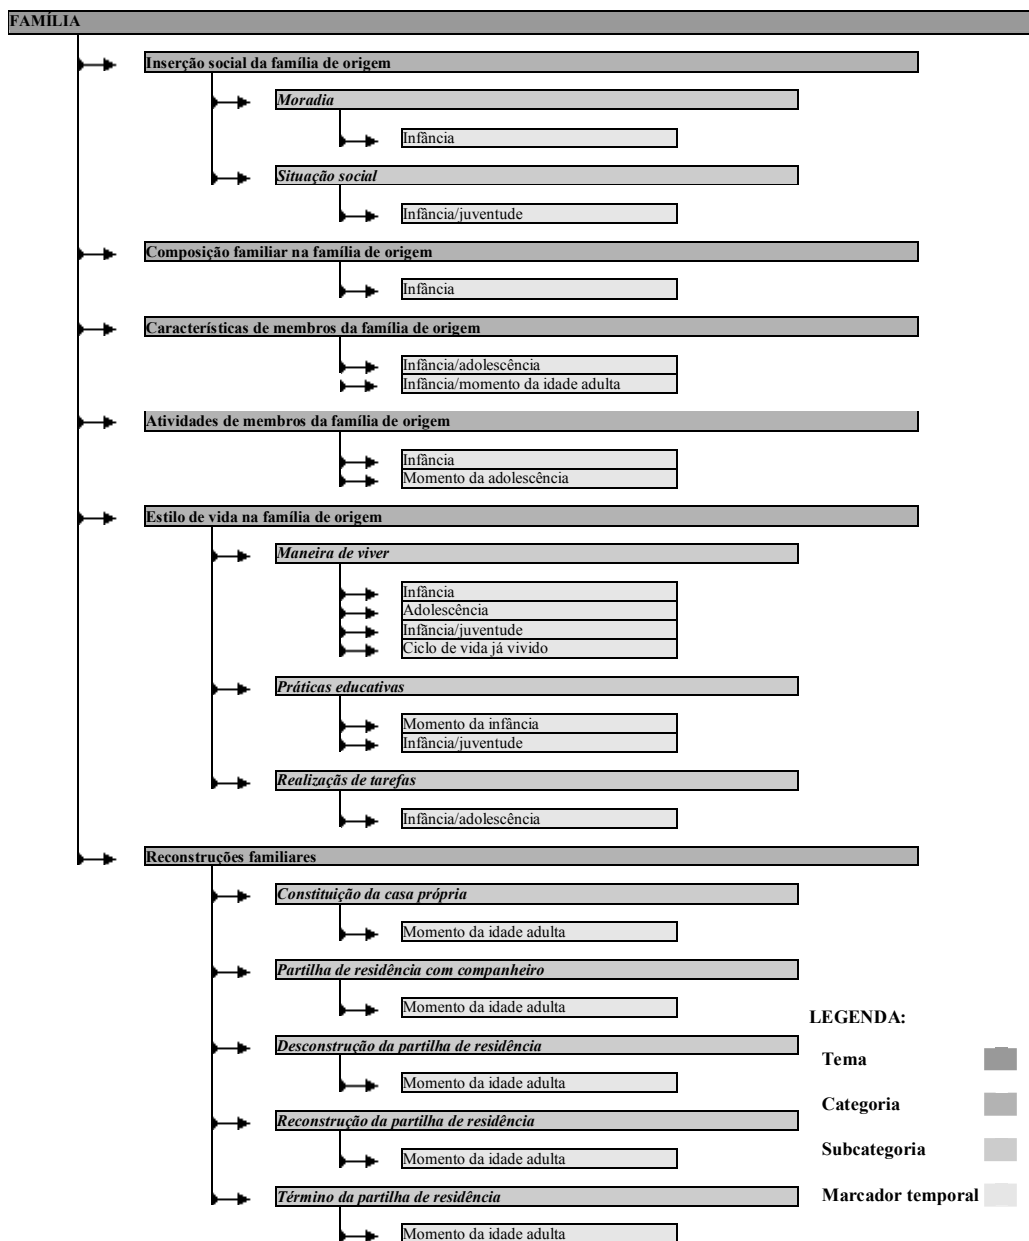 FAMÍLIA
Inserção social da família de origem
Moradia
Infância
Situação social
Infância/juventude
Composição familiar na família de origem
Infância
Características de membros da família de origem
Infância/adolescência
Infância/momento da idade adulta
Atividades de membros da família de origem
Infância
Momento da adolescência
Estilo de vida na família de origem
Maneira de viver
Infância
Adolescência
Infância/juventude
Ciclo de vida já vivido
Práticas educativas
Momento da infância
Infância/juventude
Realizaçãs de tarefas
Infância/adolescência
Reconstruções familiares
Constituição da casa própria
Momento da idade adulta
Partilha de residência com companheiro
Momento da idade adulta
Desconstrução da partilha de residência
Momento da idade adulta
Reconstrução da partilha de residência
Momento da idade adulta
Término da partilha de residência
Momento da idade adulta
LEGENDA:
Tema
Categoria
Subcategoria
Marcador temporal